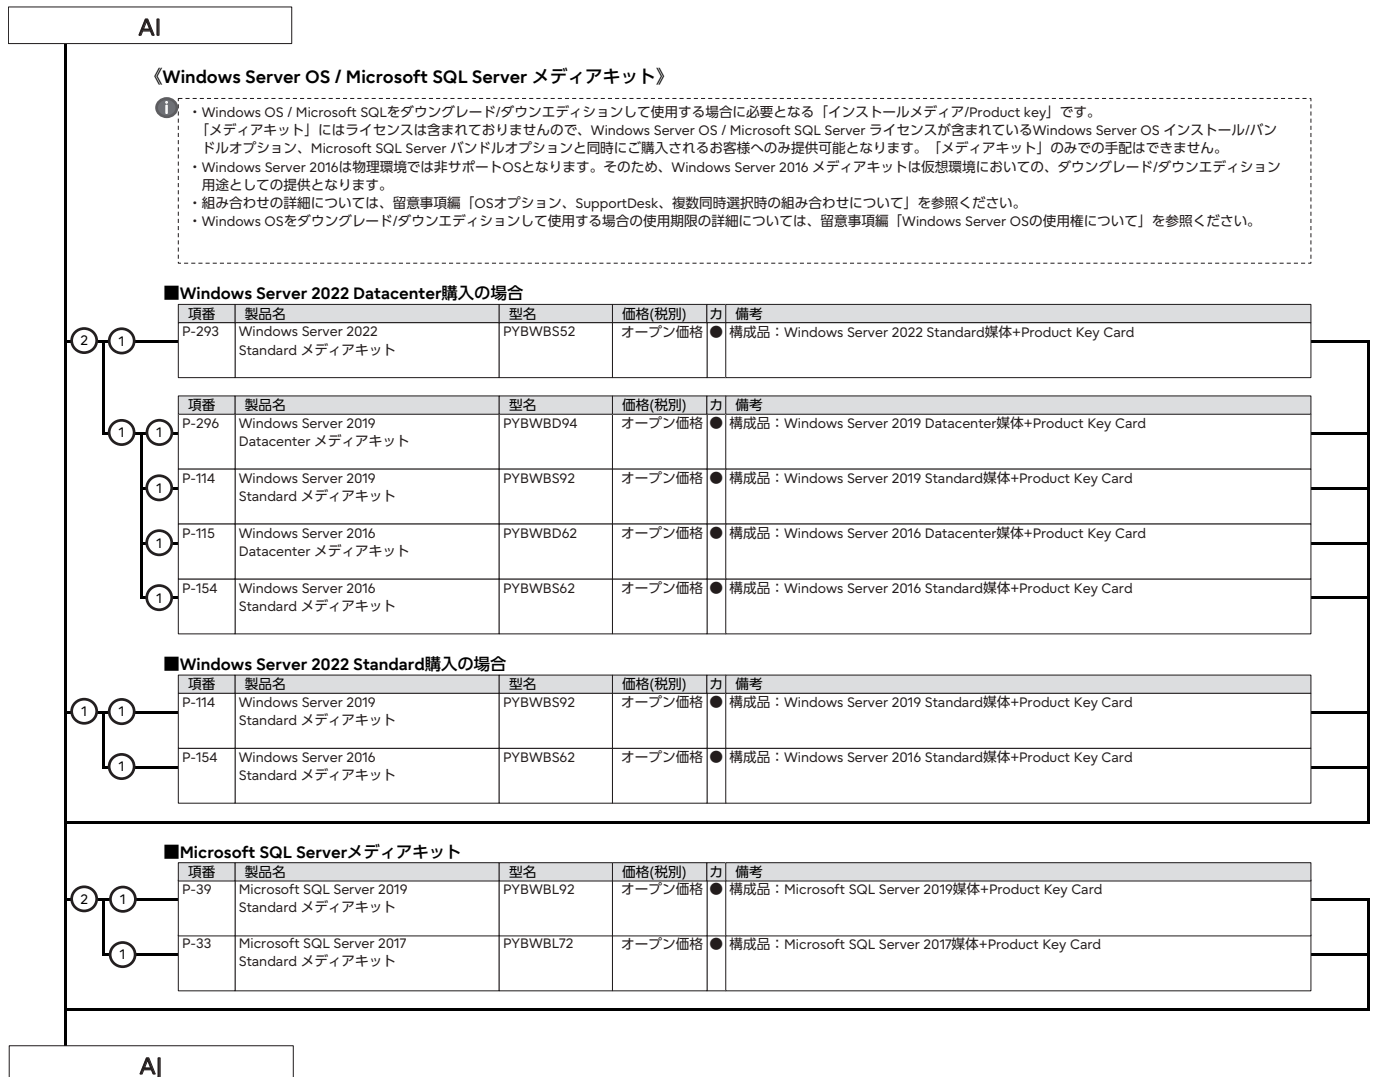 AI
《Windows Server OS / Microsoft SQL Server メディアキット》
i
・Windows OS / Microsoft SQLをダウングレード/ダウンエディションして使用する場合に必要となる「インストールメディア/Product key」です。
「メディアキット」にはライセンスは含まれておりませんので、Windows Server OS / Microsoft SQL Server ライセンスが含まれているWindows Server OS インストール/バン
ドルオプション、Microsoft SQL Server バンドルオプションと同時にご購入されるお客様へのみ提供可能となります。「メディアキット」のみでの手配はできません。
・Windows Server 2016は物理環境では非サポートOSとなります。そのため、Windows Server 2016 メディアキットは仮想環境においての、ダウングレード/ダウンエディション
用途としての提供となります。
・組み合わせの詳細については、留意事項編「OSオプション、SupportDesk、複数同時選択時の組み合わせについて」を参照ください。
・Windows OSをダウングレード/ダウンエディションして使用する場合の使用期限の詳細については、留意事項編「Windows Server OSの使用権について」を参照ください。
■Windows Server 2022 Datacenter購入の場合
項番 製品名 型名 価格(税別) カ 備考
2 1 P-293 Windows Server 2022 PYBWBS52 オープン価格 ● 構成品：Windows Server 2022 Standard媒体+Product Key Card
Standard メディアキット
項番 製品名 型名 価格(税別) カ 備考
1 1 P-296 Windows Server 2019 PYBWBD94 オープン価格 ● 構成品：Windows Server 2019 Datacenter媒体+Product Key Card
Datacenter メディアキット
1 P-114 Windows Server 2019 PYBWBS92 オープン価格 ● 構成品：Windows Server 2019 Standard媒体+Product Key Card
Standard メディアキット
1 P-115 Windows Server 2016 PYBWBD62 オープン価格 ● 構成品：Windows Server 2016 Datacenter媒体+Product Key Card
Datacenter メディアキット
1 P-154 Windows Server 2016 PYBWBS62 オープン価格 ● 構成品：Windows Server 2016 Standard媒体+Product Key Card
Standard メディアキット
■Windows Server 2022 Standard購入の場合
項番 製品名 型名 価格(税別) カ 備考
1 1 P-114 Windows Server 2019 PYBWBS92 オープン価格 ● 構成品：Windows Server 2019 Standard媒体+Product Key Card
Standard メディアキット
1 P-154 Windows Server 2016 PYBWBS62 オープン価格 ● 構成品：Windows Server 2016 Standard媒体+Product Key Card
Standard メディアキット
■Microsoft SQL Serverメディアキット
項番 製品名 型名 価格(税別) カ 備考
2 1 P-39 Microsoft SQL Server 2019 PYBWBL92 オープン価格 ● 構成品：Microsoft SQL Server 2019媒体+Product Key Card
Standard メディアキット
1 P-33 Microsoft SQL Server 2017 PYBWBL72 オープン価格 ● 構成品：Microsoft SQL Server 2017媒体+Product Key Card
Standard メディアキット
AJ